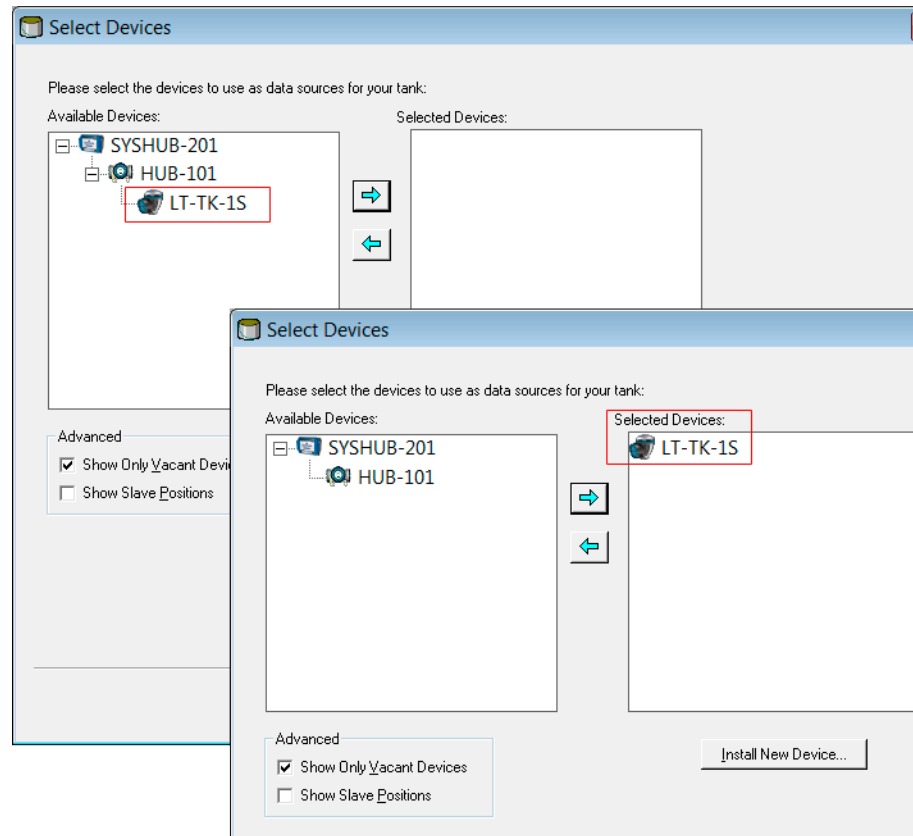 Select Devices
Please select the devices to use as data sources for your tank:
Available Devices:
Selected Devices:
SYSHUB-201
HUB-101
LT-TK-1S
Advanced
Show Only Vacant Devi
Show Slave Positions
Select Devices
Please select the devices to use as data sources for your tank:
Available Devices:
Selected Devices:
SYSHUB-201
LT-TK-1S
HUB-101
Advanced
Show Only Vacant Devices
Show Slave Positions
Install New Device...